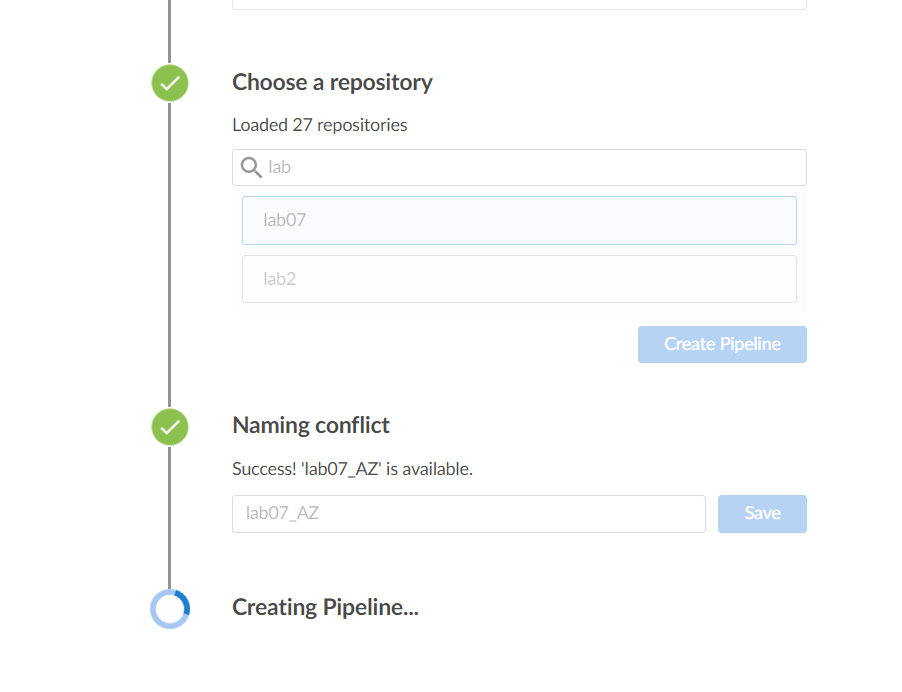 Choose a repository
Loaded 27 repositories
lab
lab07
lab2
Create Pipeline
Naming conflict
Success! 'lab07_AZ' is available.
lab07_AZ
Save
Creating Pipeline...